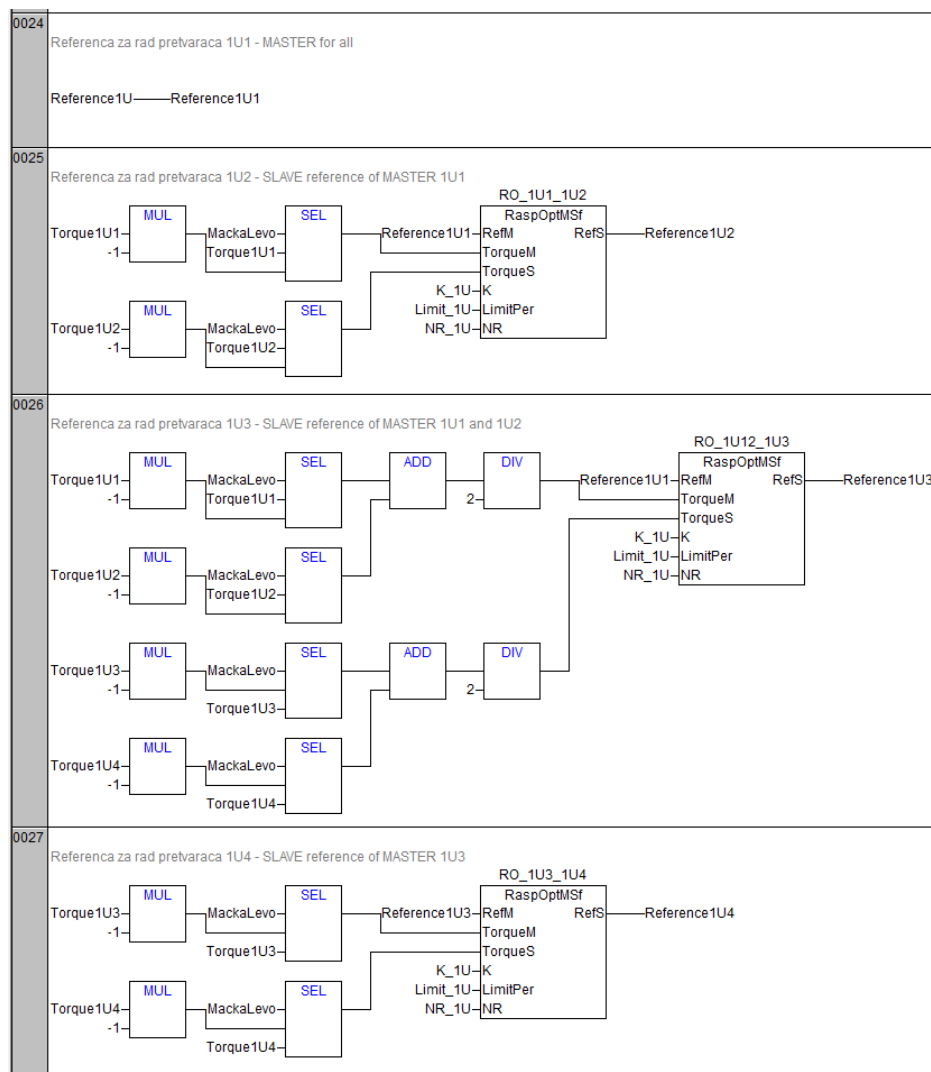 0024
Referenca za rad pretvaraca 1U1 - MASTER for all
Reference1U Reference1U1
0025
Referenca za rad pretvaraca 1U2 - SLAVE reference of MASTER 1U1
RO_1U1_1U2
MUL SEL RaspOptMSf
Torque1U1 MackaLevo Reference1U1 RefM RefS Reference1U2
-1 Torque1U1 TorqueM
TorqueS
K_1U K
MUL SEL Limit_1U LimitPer
Torque1U2 MackaLevo NR_1U NR
-1 Torque1U2
0026
Referenca za rad pretvaraca 1U3 - SLAVE reference of MASTER 1U1 and 1U2
RO_1U12_1U3
MUL SEL ADD DIV RaspOptMSf
Torque1U1 MackaLevo Reference1U1 RefM RefS Reference1U3
-1 Torque1U1 2 TorqueM
TorqueS
K_1U K
MUL SEL Limit_1U LimitPer
Torque1U2 MackaLevo NR_1U NR
-1 Torque1U2
MUL SEL ADD DIV
Torque1U3 MackaLevo
-1 2
Torque1U3
MUL SEL
Torque1U4 MackaLevo
-1
Torque1U4
0027
Referenca za rad pretvaraca 1U4 - SLAVE reference of MASTER 1U3
RO_1U3_1U4
MUL SEL RaspOptMSf
Torque1U3 MackaLevo Reference1U3 RefM RefS Reference1U4
-1 TorqueM
Torque1U3 TorqueS
K_1U K
MUL SEL Limit_1U LimitPer
Torque1U4 MackaLevo NR_1U NR
-1
Torque1U4